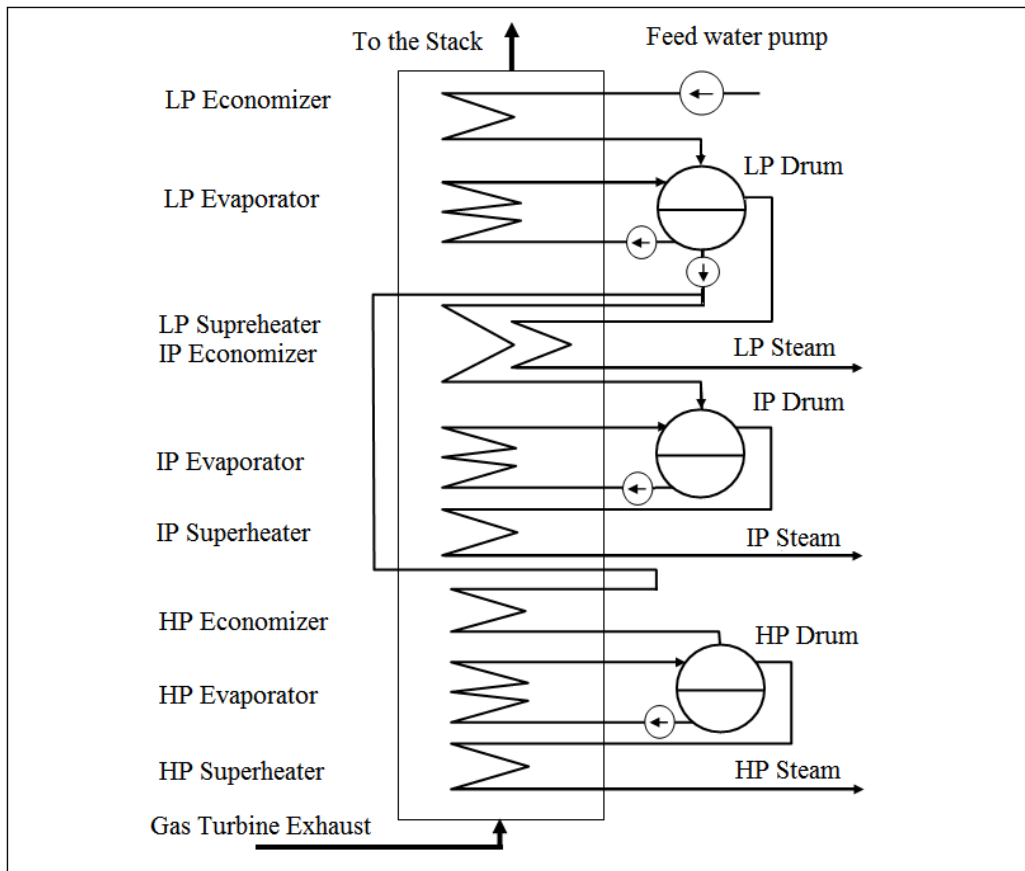 To the Stack
Feed water pump
LP Economizer
LP Drum
LP Evaporator
LP Supreheater
IP Economizer
LP Steam
IP Drum
IP Evaporator
IP Superheater
IP Steam
HP Economizer
HP Drum
HP Evaporator
HP Superheater
HP Steam
Gas Turbine Exhaust